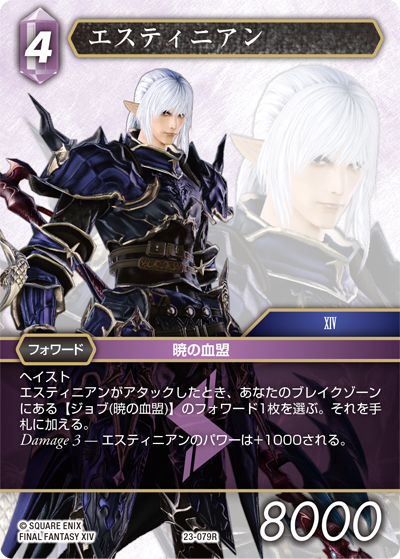 4
エスティニアン
XIV
フォワード
暁の血盟
ヘイスト
エスティニアンがアタックしたとき、あなたのブレイクゾーン
にある【ジョブ(暁の血盟)】のフォワード1枚を選ぶ。それを手
札に加える。
Damage 3 — エスティニアンのパワーは+1000される。
© SQUARE ENIX
FINAL FANTASY XIV
23-079R
8000